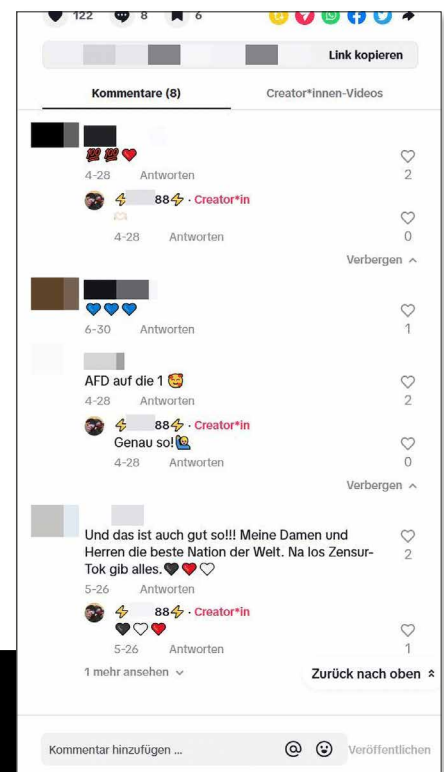 122 8 6
Link kopieren
Kommentare (8) Creator*innen-Videos
💯💯❤️
4-28 Antworten 2
⚡ 88⚡ · Creator*in
🫶🏻
4-28 Antworten 0
Verbergen
💙💙💙
6-30 Antworten 1
AFD auf die 1 🥰
4-28 Antworten 2
⚡ 88⚡ · Creator*in
Genau so!🙋
4-28 Antworten 0
Verbergen
Und das ist auch gut so!!! Meine Damen und
Herren die beste Nation der Welt. Na los Zensur-
Tok gib alles.🖤❤️🤍
2
5-26 Antworten
⚡ 88⚡ · Creator*in
🖤🤍❤️
5-26 Antworten 1
1 mehr ansehen
Zurück nach oben
Kommentar hinzufügen ... @ Veröffentlichen